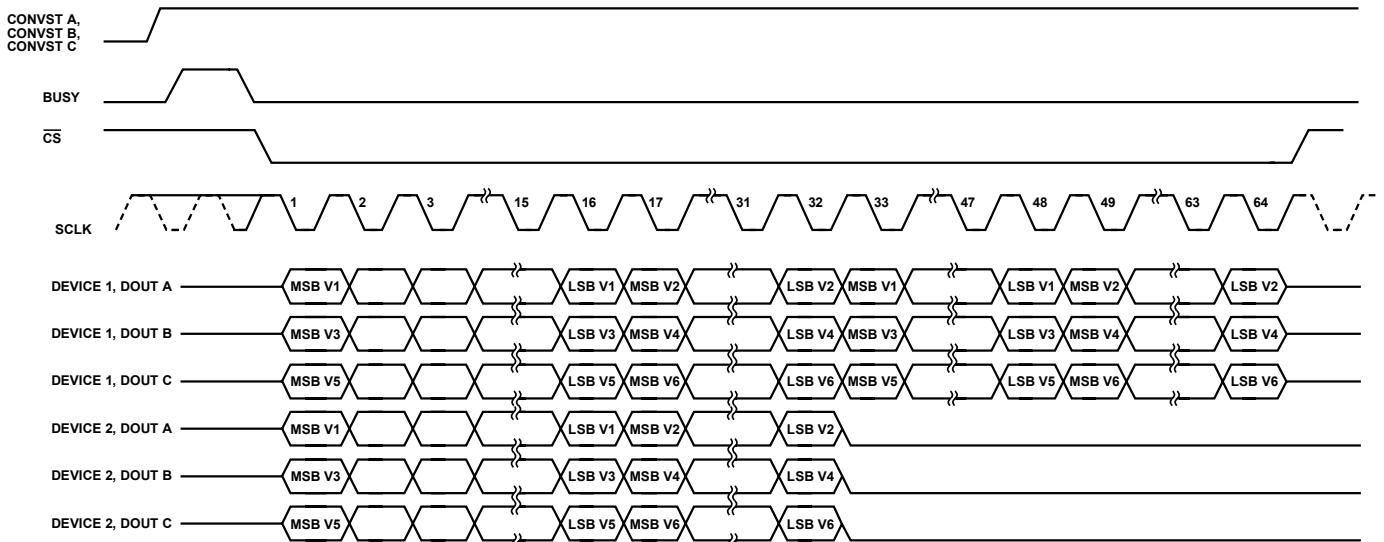 CONVST A,
CONVST B,
CONVST C
BUSY
CS
SCLK
1 2 3 15 16 17 31 32 33 47 48 49 63 64
DEVICE 1, DOUT A MSB V1 LSB V1 MSB V2 LSB V2 MSB V1 LSB V1 MSB V2 LSB V2
DEVICE 1, DOUT B MSB V3 LSB V3 MSB V4 LSB V4 MSB V3 LSB V3 MSB V4 LSB V4
DEVICE 1, DOUT C MSB V5 LSB V5 MSB V6 LSB V6 MSB V5 LSB V5 MSB V6 LSB V6
DEVICE 2, DOUT A MSB V1 LSB V1 MSB V2 LSB V2
DEVICE 2, DOUT B MSB V3 LSB V3 MSB V4 LSB V4
DEVICE 2, DOUT C MSB V5 LSB V5 MSB V6 LSB V6